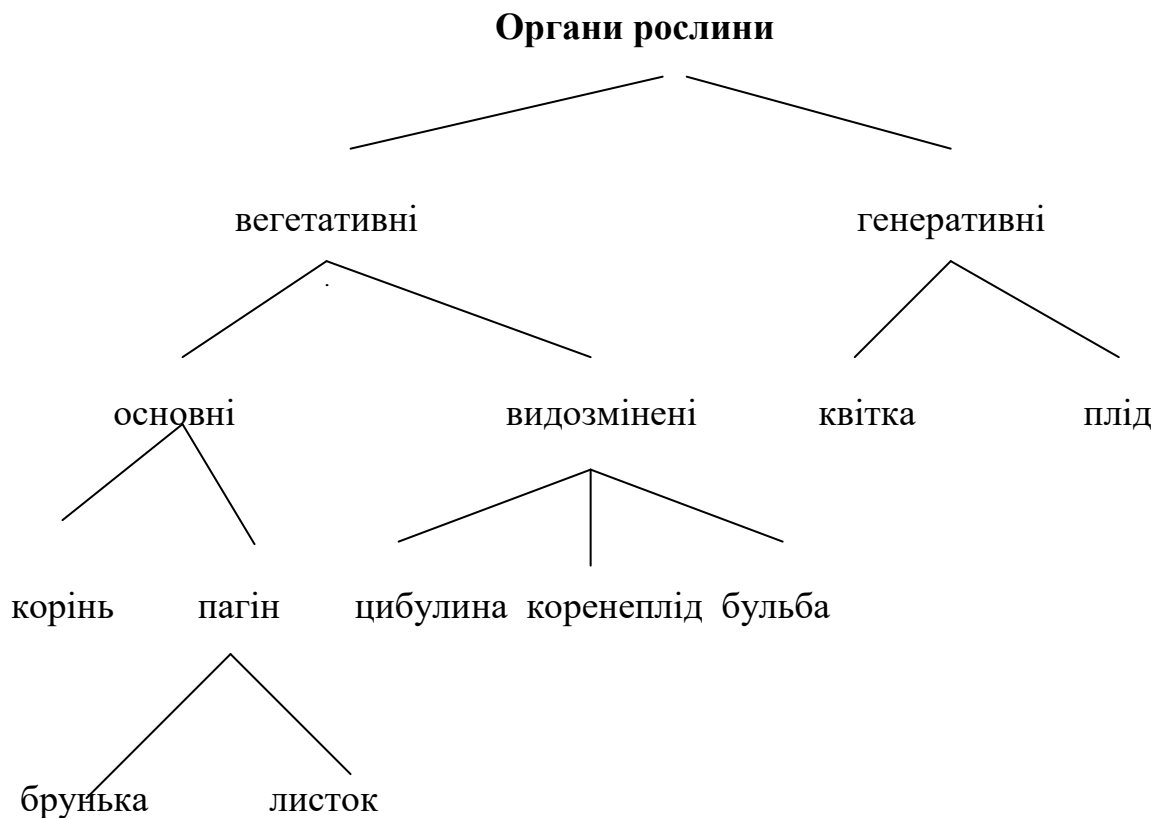 Органи рослини
вегетативні генеративні
основні видозмінені квітка плід
корінь пагін цибулина коренеплід бульба
брунька листок